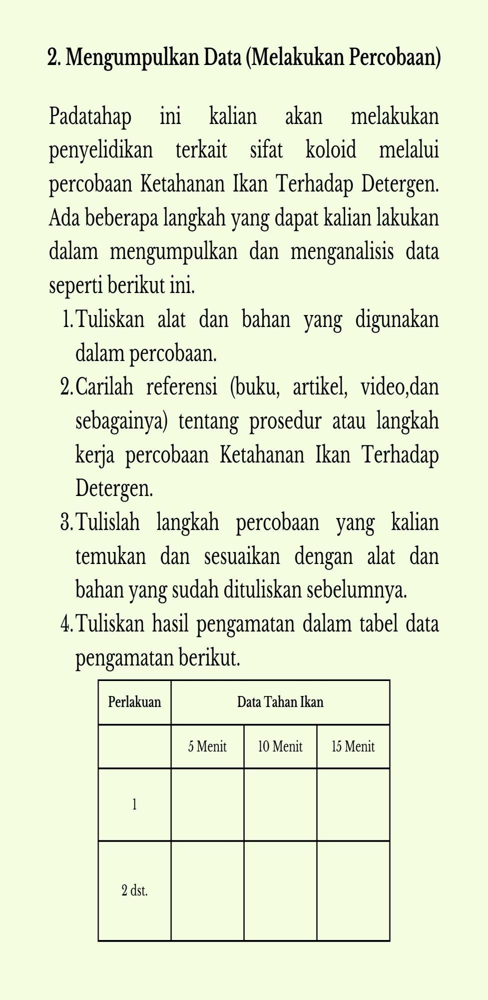 2. Mengumpulkan Data (Melakukan Percobaan)
Padatahap ini kalian akan melakukan
penyelidikan terkait sifat koloid melalui
percobaan Ketahanan Ikan Terhadap Detergen.
Ada beberapa langkah yang dapat kalian lakukan
dalam mengumpulkan dan menganalisis data
seperti berikut ini.
1. Tuliskan alat dan bahan yang digunakan
dalam percobaan.
2. Carilah referensi (buku, artikel, video,dan
sebagainya) tentang prosedur atau langkah
kerja percobaan Ketahanan Ikan Terhadap
Detergen.
3. Tulislah langkah percobaan yang kalian
temukan dan sesuaikan dengan alat dan
bahan yang sudah dituliskan sebelumnya.
4. Tuliskan hasil pengamatan dalam tabel data
pengamatan berikut.
Perlakuan Data Tahan Ikan
5 Menit 10 Menit 15 Menit
1
2 dst.